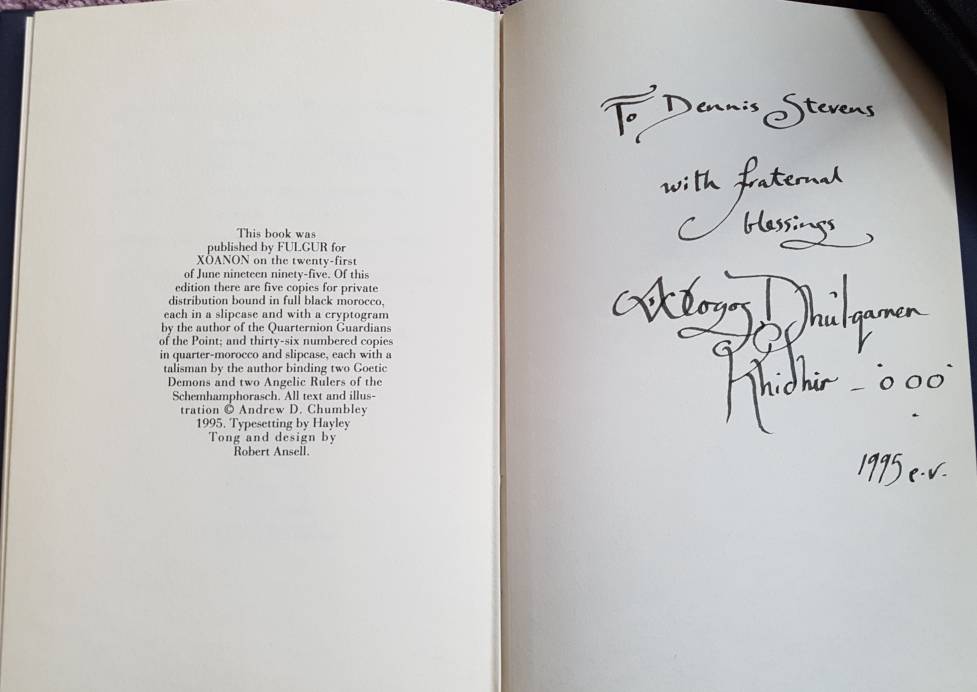 This book was
published by FULGUR for
XOANON on the twenty-first
of June nineteen ninety-five. Of this
edition there are five copies for private
distribution bound in full black morocco,
each in a slipcase and with a cryptogram
by the author of the Quarternion Guardians
of the Point; and thirty-six numbered copies
in quarter-morocco and slipcase, each with a
talisman by the author binding two Goetic
Demons and two Angelic Rulers of the
Schemhamphorasch. All text and illus-
tration © Andrew D. Chumbley
1995. Typesetting by Hayley
Tong and design by
Robert Ansell.
To Dennis Stevens
with fraternal
blessings
Alogos Dhul-qarnen
Khidhir
1995 e.v.